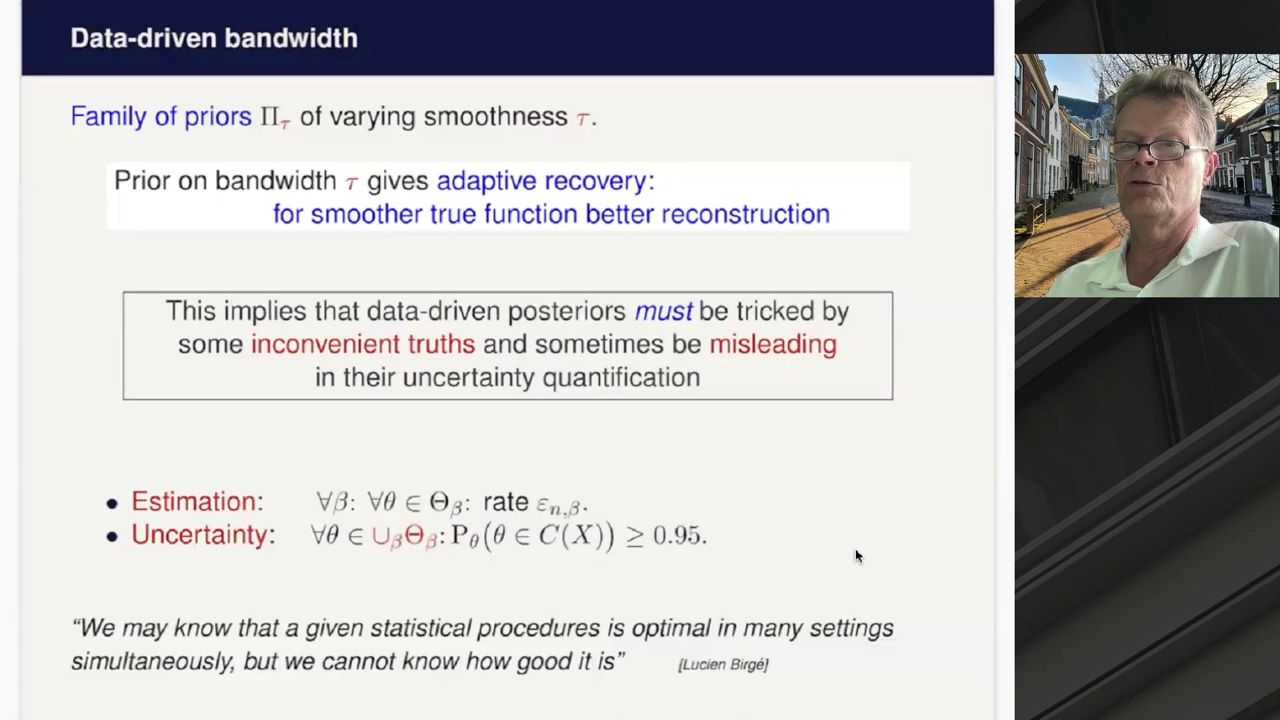 Data-driven bandwidth
Family of priors Π_τ of varying smoothness τ.
Prior on bandwidth τ gives adaptive recovery:
for smoother true function better reconstruction
This implies that data-driven posteriors must be tricked by
some inconvenient truths and sometimes be misleading
in their uncertainty quantification
• Estimation: ∀β: ∀θ ∈ Θ_β: rate ε_{n,β}.
• Uncertainty: ∀θ ∈ ∪_βΘ_β: P_θ(θ ∈ C(X)) ≥ 0.95.
“We may know that a given statistical procedures is optimal in many settings
simultaneously, but we cannot know how good it is” [Lucien Birgé]